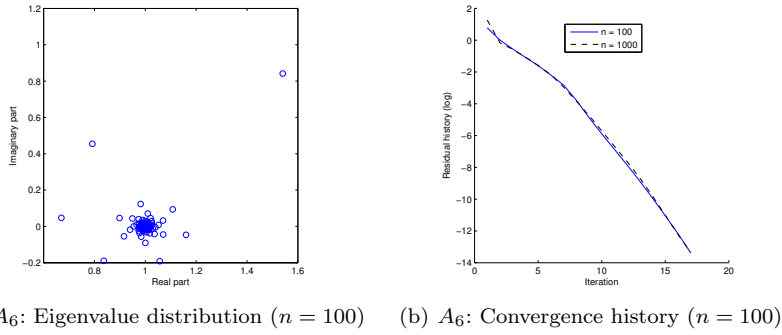 1.2
1
0.8
0.6
0.4
0.2
0
−0.2
0.8 1 1.2 1.4 1.6
Imaginary part
Real part
2
0
−2
−4
−6
−8
−10
−12
−14
0 5 10 15 20
Residual history (log)
Iteration
n = 100
n = 1000
A₆: Eigenvalue distribution (n = 100)
(b) A₆: Convergence history (n = 100)